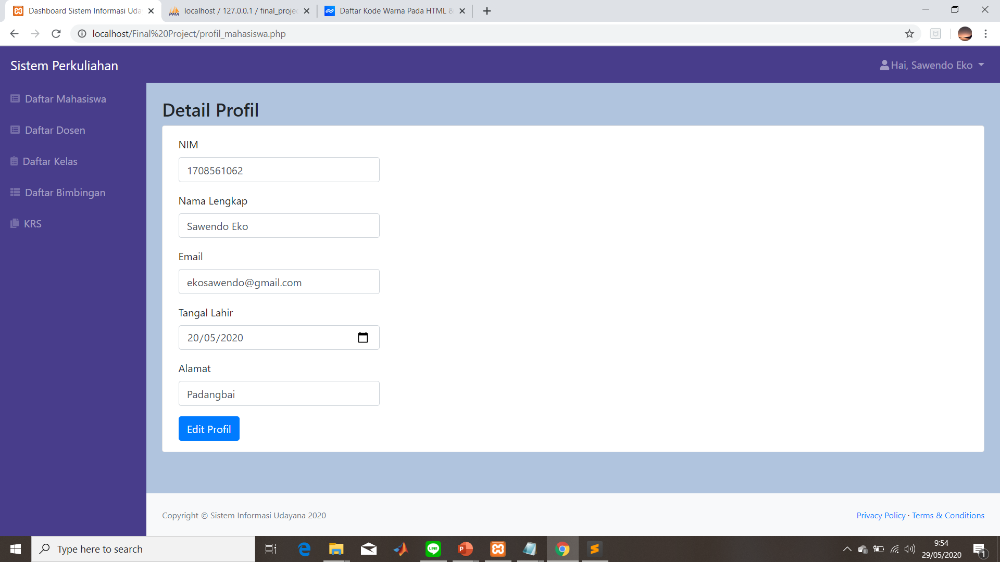 Dashboard Sistem Informasi Uda
localhost / 127.0.0.1 / final_proje
Daftar Kode Warna Pada HTML &
localhost/Final%20Project/profil_mahasiswa.php
Sistem Perkuliahan
Hai, Sawendo Eko
Daftar Mahasiswa
Daftar Dosen
Daftar Kelas
Daftar Bimbingan
KRS
Detail Profil
NIM
1708561062
Nama Lengkap
Sawendo Eko
Email
ekosawendo@gmail.com
Tangal Lahir
20/05/2020
Alamat
Padangbai
Edit Profil
Copyright © Sistem Informasi Udayana 2020
Privacy Policy · Terms & Conditions
Type here to search
9:54
29/05/2020
1